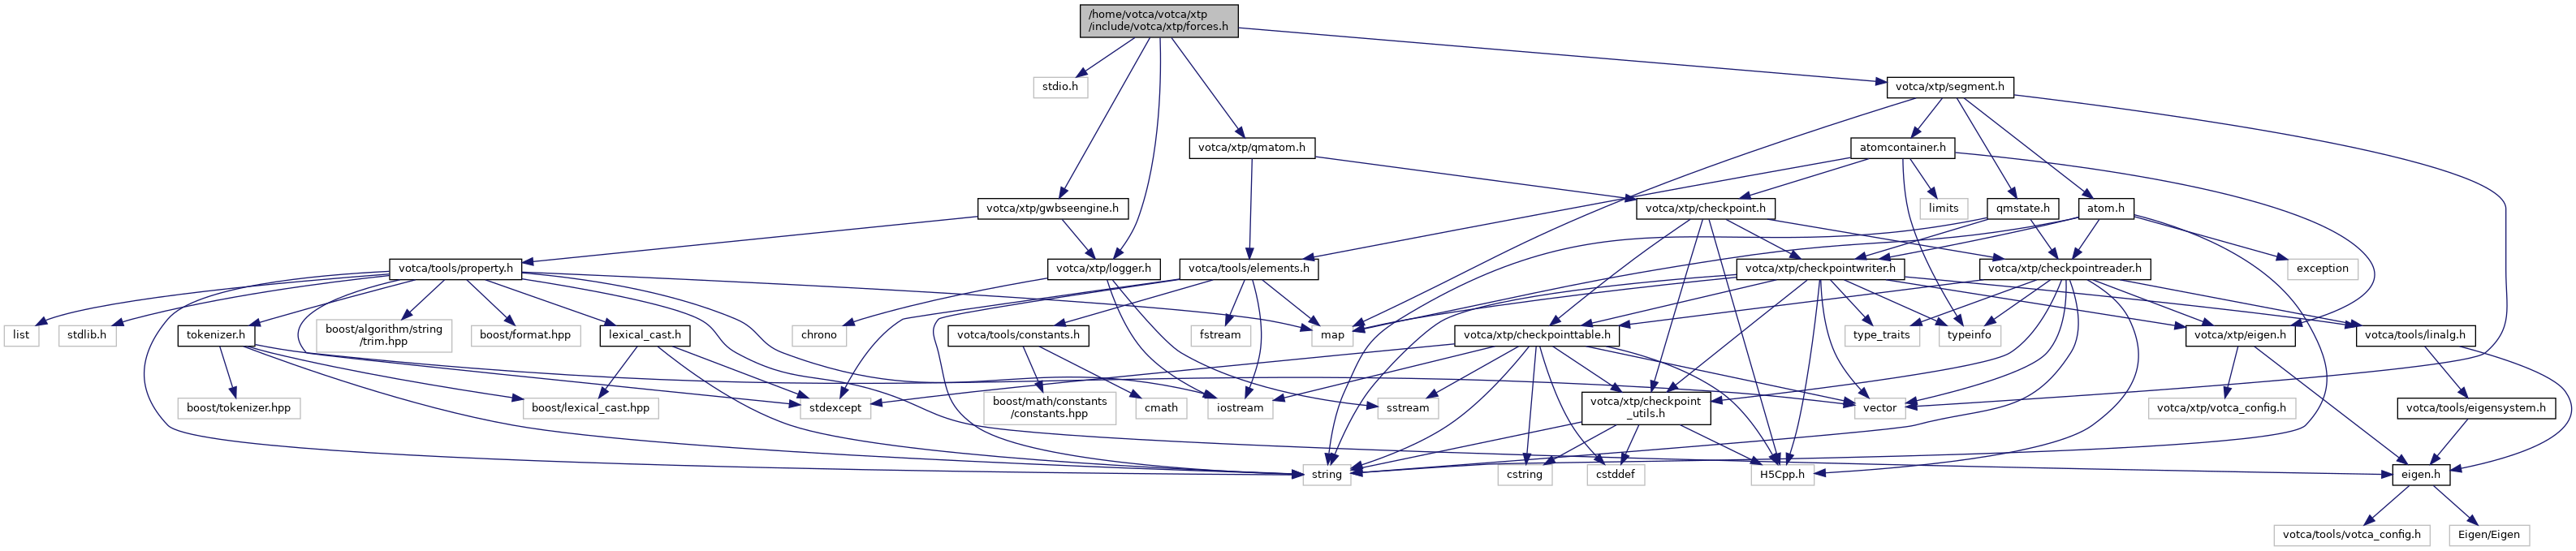 /home/votca/votca/xtp
/include/votca/xtp/forces.h
stdio.h
votca/xtp/segment.h
votca/xtp/qmatom.h
atomcontainer.h
votca/xtp/gwbseengine.h
votca/xtp/checkpoint.h
limits
qmstate.h
atom.h
votca/tools/property.h
votca/xtp/logger.h
votca/tools/elements.h
votca/xtp/checkpointwriter.h
votca/xtp/checkpointreader.h
exception
list
stdlib.h
tokenizer.h
boost/algorithm/string
/trim.hpp
boost/format.hpp
lexical_cast.h
chrono
votca/tools/constants.h
fstream
map
votca/xtp/checkpointtable.h
type_traits
typeinfo
votca/xtp/eigen.h
votca/tools/linalg.h
boost/tokenizer.hpp
boost/lexical_cast.hpp
stdexcept
boost/math/constants
/constants.hpp
cmath
iostream
sstream
votca/xtp/checkpoint
_utils.h
vector
votca/xtp/votca_config.h
votca/tools/eigensystem.h
string
cstring
cstddef
H5Cpp.h
eigen.h
votca/tools/votca_config.h
Eigen/Eigen